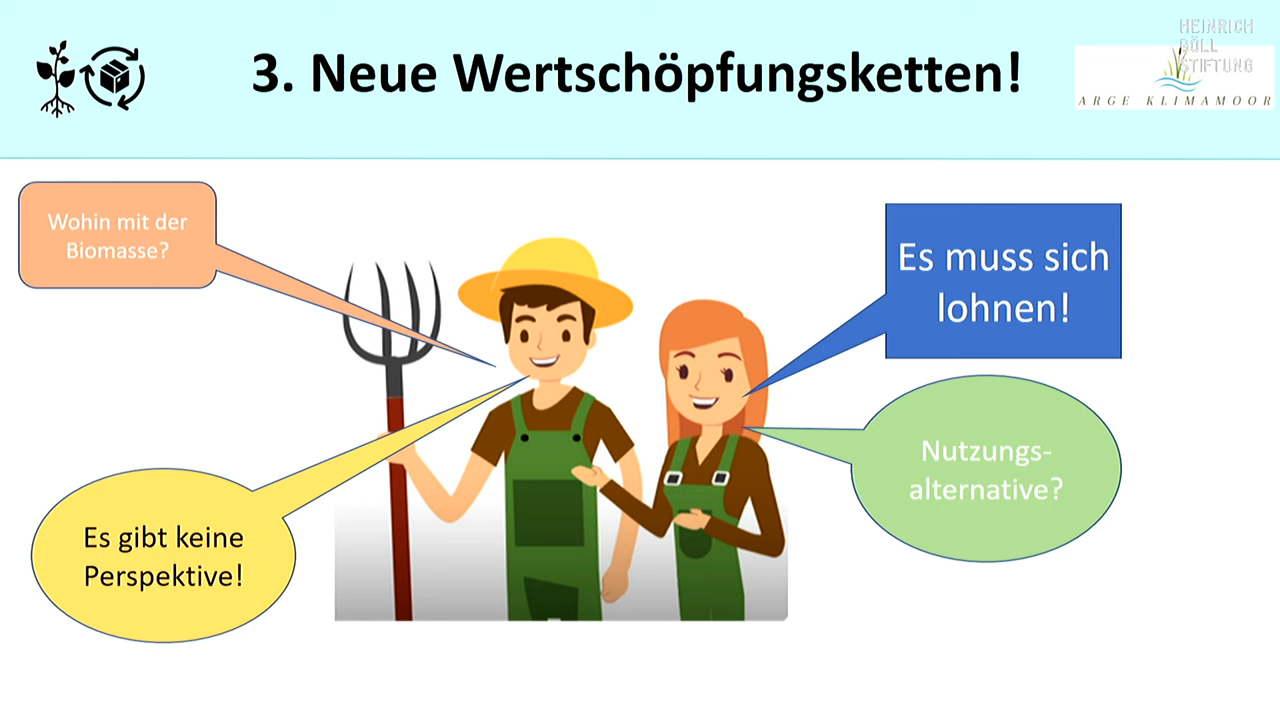 3. Neue Wertschöpfungsketten!
HEINRICH
BÖLL
STIFTUNG
ARGE KLIMAMOOR
Wohin mit der
Biomasse?
Es muss sich
lohnen!
Nutzungs-
alternative?
Es gibt keine
Perspektive!